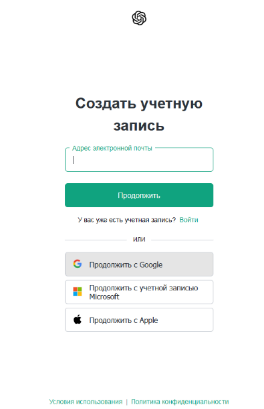 Создать учетную
запись
Адрес электронной почты
Продолжить
У вас уже есть учетная запись? Войти
ИЛИ
Продолжить с Google
Продолжить с учетной записью
Microsoft
Продолжить с Apple
Условия использования | Политика конфиденциальности